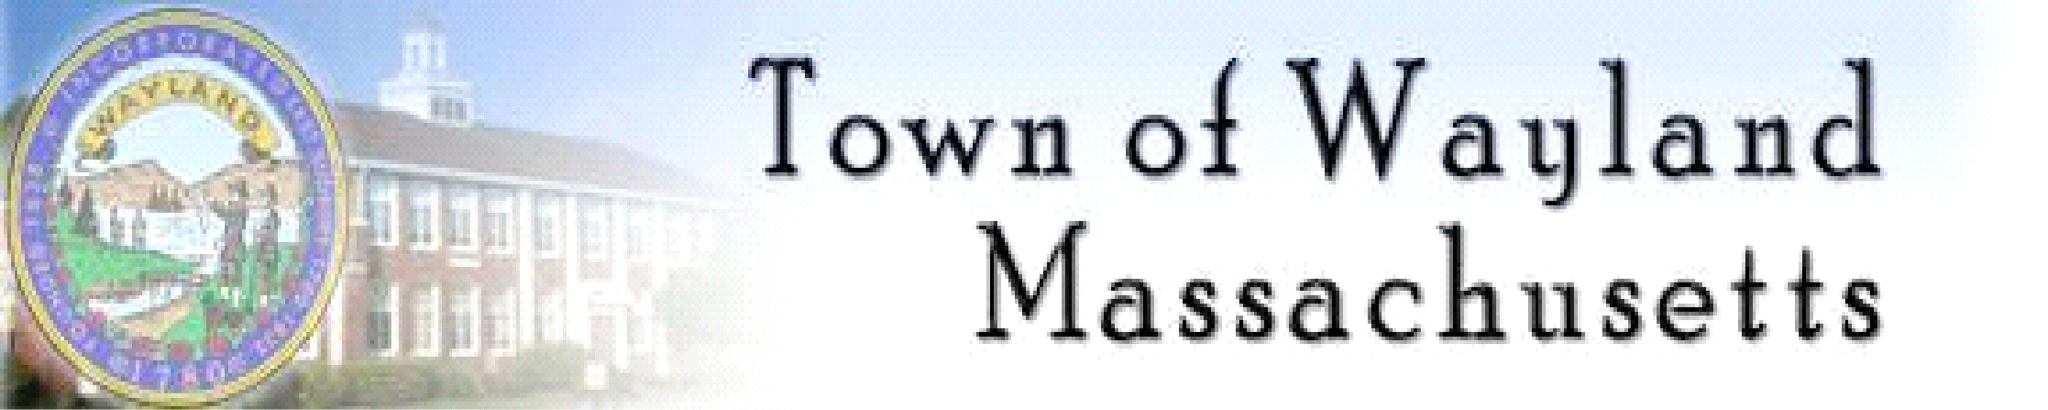 Town of Wayland
Massachusetts
WAYLAND